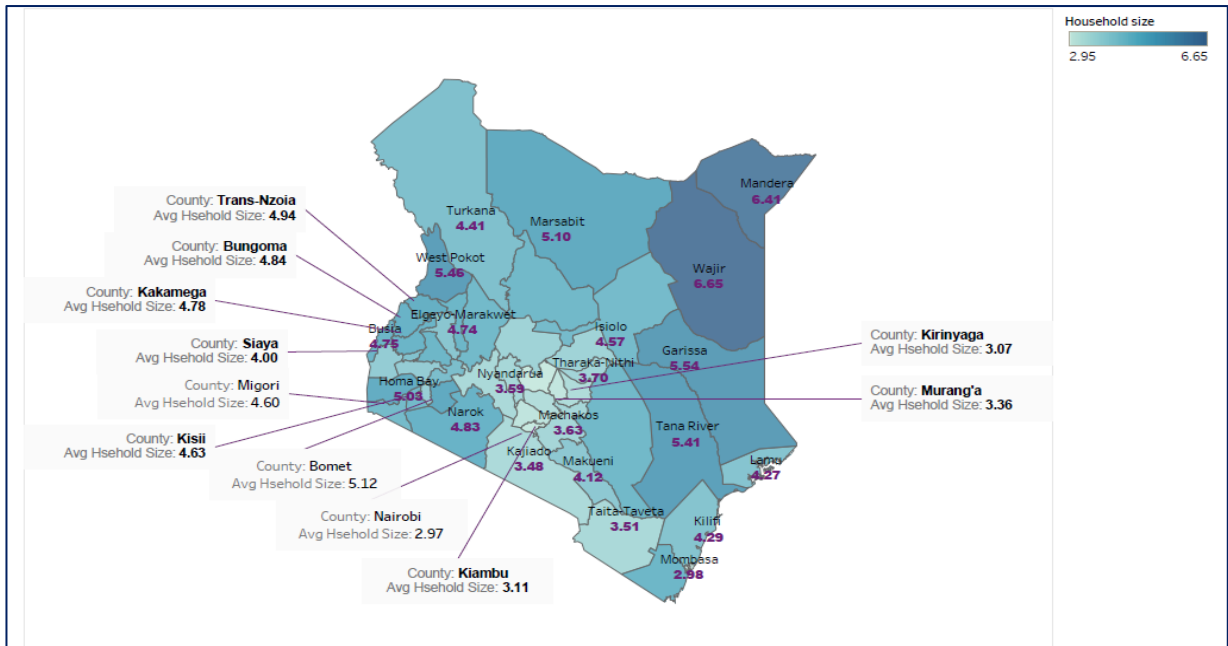 Household size
2.95 6.65
Mandera
6.41
Turkana
4.41
Marsabit
5.10
County: Trans-Nzoia
Avg Hsehold Size: 4.94
County: Bungoma
Avg Hsehold Size: 4.84
West Pokot
5.46
Wajir
6.65
County: Kakamega
Avg Hsehold Size: 4.78
Elgeyo-Marakwet
4.74
Busia
4.75
Isiolo
4.57
County: Kirinyaga
Avg Hsehold Size: 3.07
County: Siaya
Avg Hsehold Size: 4.00
Garissa
5.54
Tharaka-Nithi
3.70
Nyandarua
3.59
County: Migori
Avg Hsehold Size: 4.60
Homa Bay
5.03
County: Murang'a
Avg Hsehold Size: 3.36
Narok
4.83
Machakos
3.63
Tana River
5.41
County: Kisii
Avg Hsehold Size: 4.63
Kajiado
3.48
Makueni
4.12
Lamu
4.27
County: Bomet
Avg Hsehold Size: 5.12
County: Nairobi
Avg Hsehold Size: 2.97
Taita-Taveta
3.51
Kilifi
4.29
Mombasa
2.98
County: Kiambu
Avg Hsehold Size: 3.11